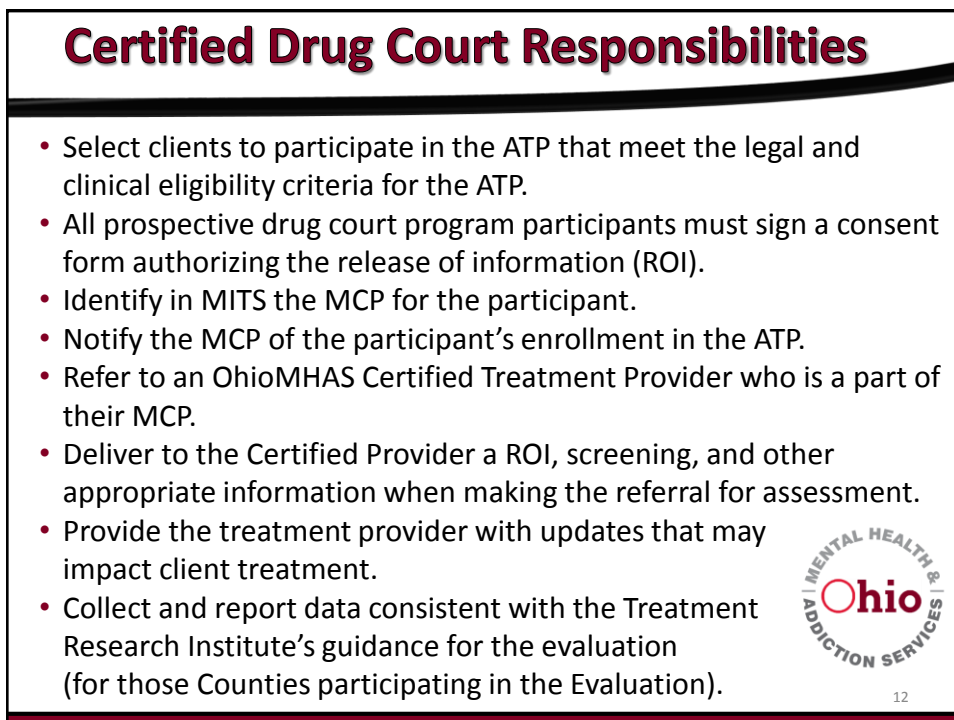 Certified Drug Court Responsibilities
• Select clients to participate in the ATP that meet the legal and
clinical eligibility criteria for the ATP.
• All prospective drug court program participants must sign a consent
form authorizing the release of information (ROI).
• Identify in MITS the MCP for the participant.
• Notify the MCP of the participant’s enrollment in the ATP.
• Refer to an OhioMHAS Certified Treatment Provider who is a part of
their MCP.
• Deliver to the Certified Provider a ROI, screening, and other
appropriate information when making the referral for assessment.
• Provide the treatment provider with updates that may
impact client treatment.
• Collect and report data consistent with the Treatment
Research Institute’s guidance for the evaluation
(for those Counties participating in the Evaluation).
MENTAL HEALTH &
Ohio
ADDICTION SERVICES
12